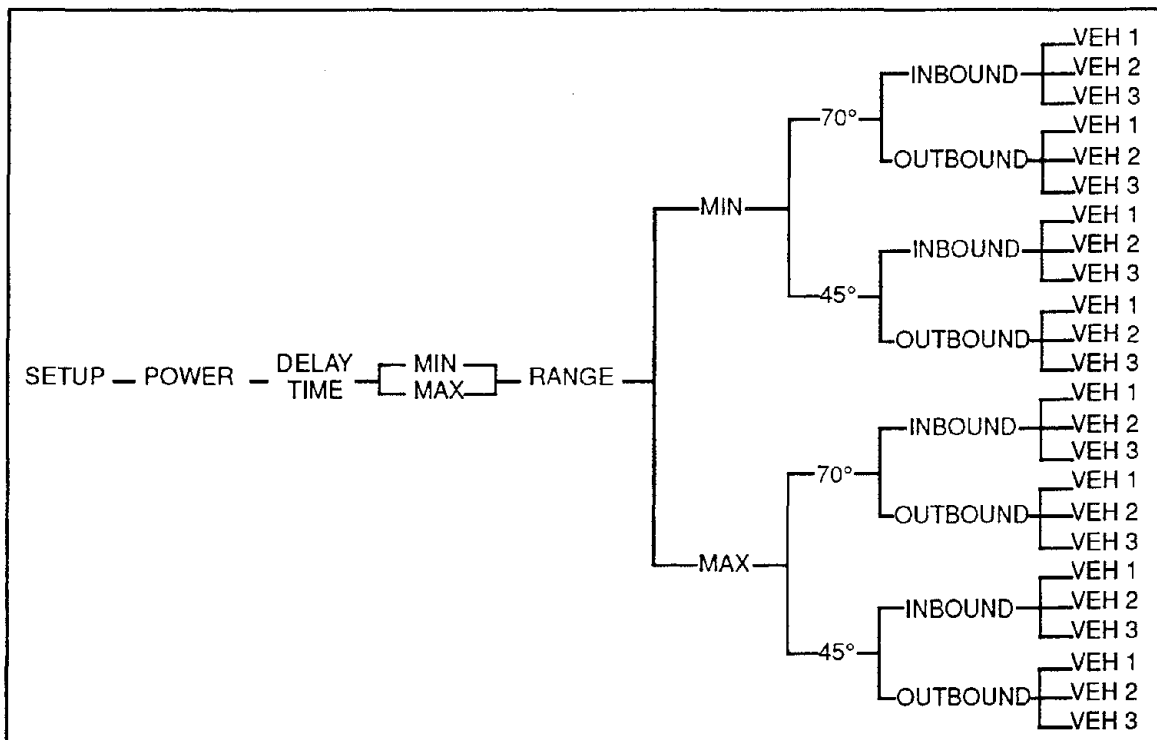 SETUP
POWER
DELAY
TIME
MIN
MAX
RANGE
MIN
70°
INBOUND
VEH 1
VEH 2
VEH 3
OUTBOUND
VEH 1
VEH 2
VEH 3
45°
INBOUND
VEH 1
VEH 2
VEH 3
OUTBOUND
VEH 1
VEH 2
VEH 3
MAX
70°
INBOUND
VEH 1
VEH 2
VEH 3
OUTBOUND
VEH 1
VEH 2
VEH 3
45°
INBOUND
VEH 1
VEH 2
VEH 3
OUTBOUND
VEH 1
VEH 2
VEH 3